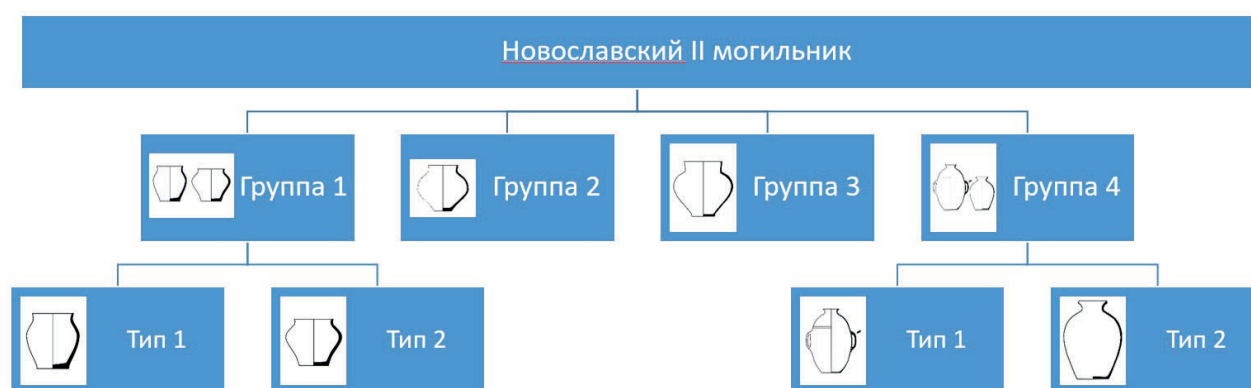 Новославский II могильник
Группа 1
Группа 2
Группа 3
Группа 4
Тип 1
Тип 2
Тип 1
Тип 2